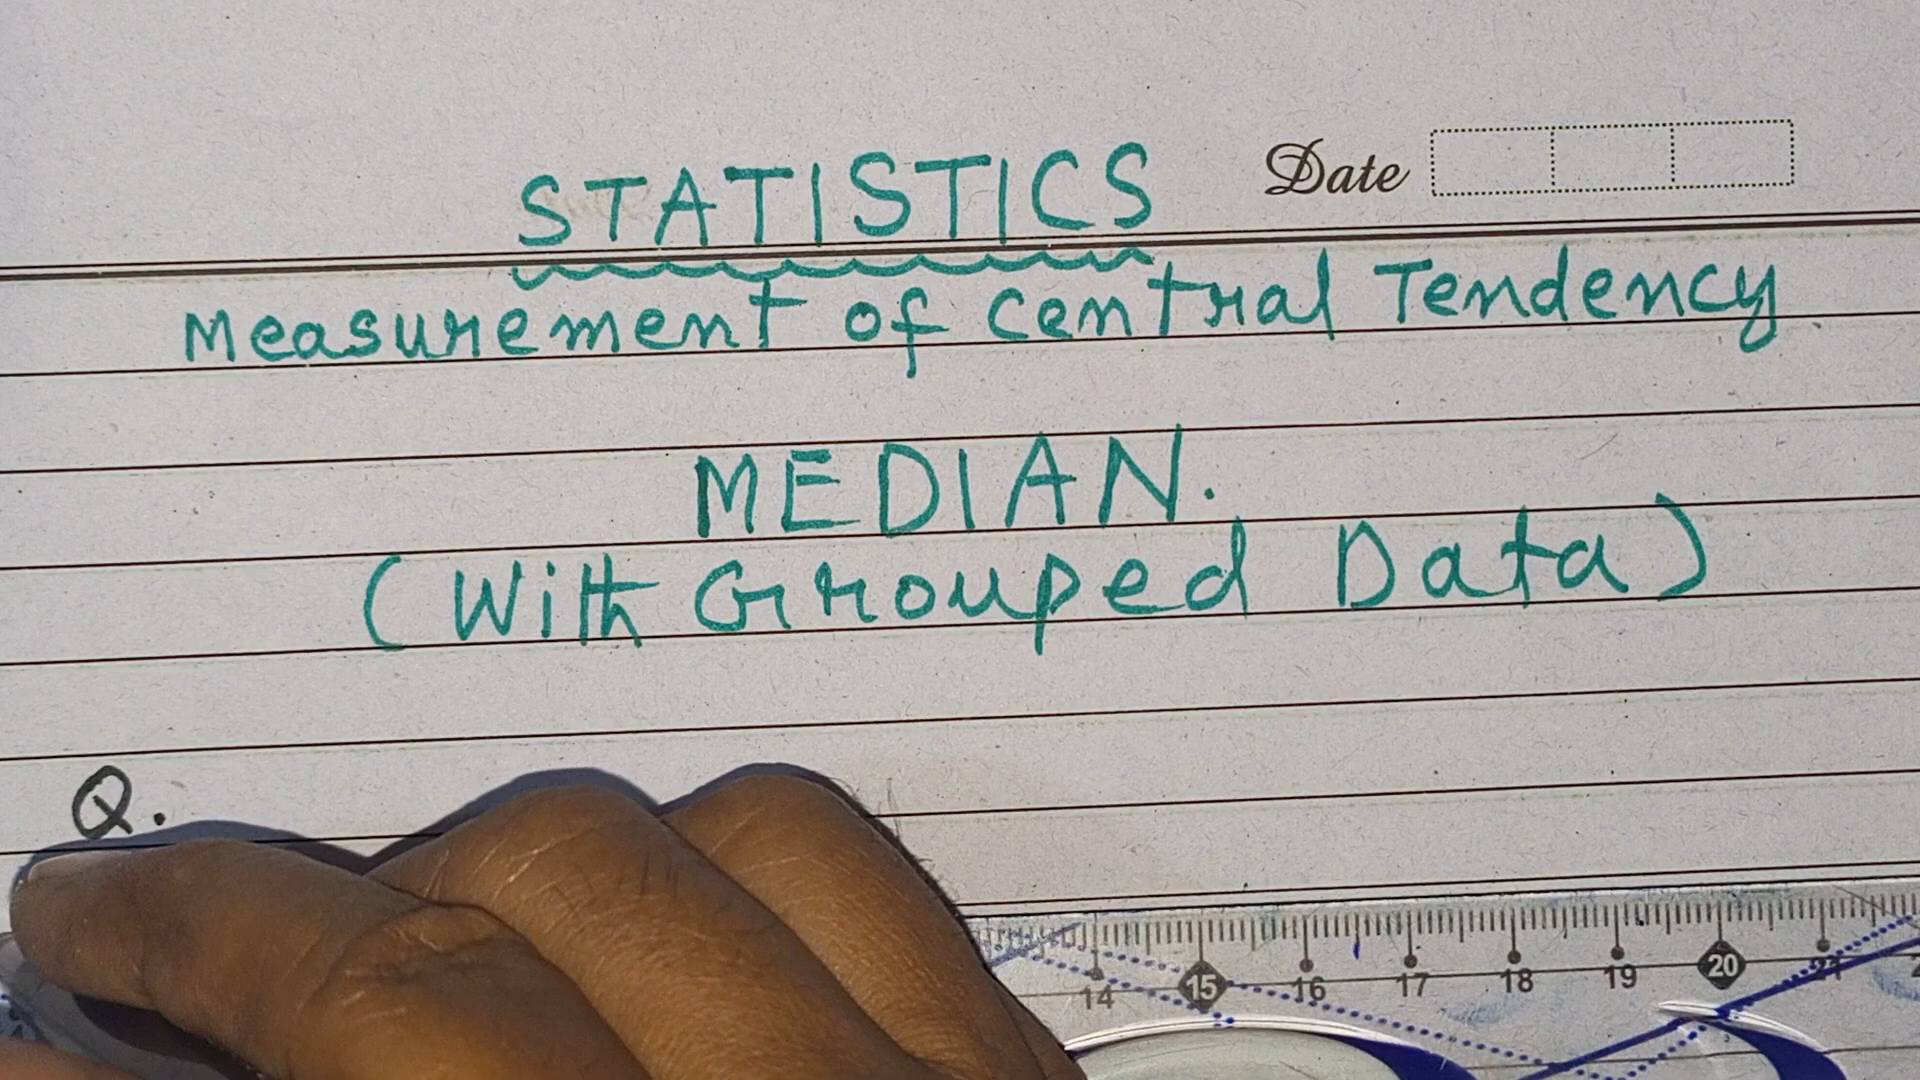 Date
STATISTICS
Measurement of Central Tendency
MEDIAN.
(With Grouped Data)
Q.
14 15 16 17 18 19 20 21